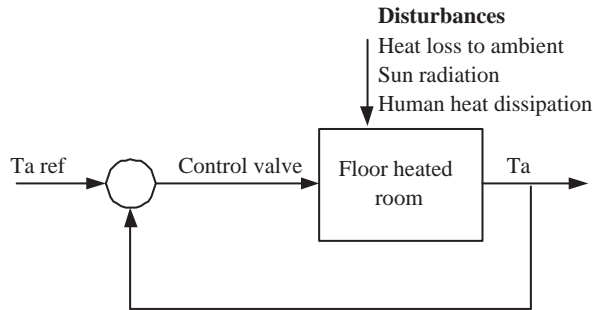 Disturbances
Heat loss to ambient
Sun radiation
Human heat dissipation
Ta ref
Control valve
Floor heated
room
Ta